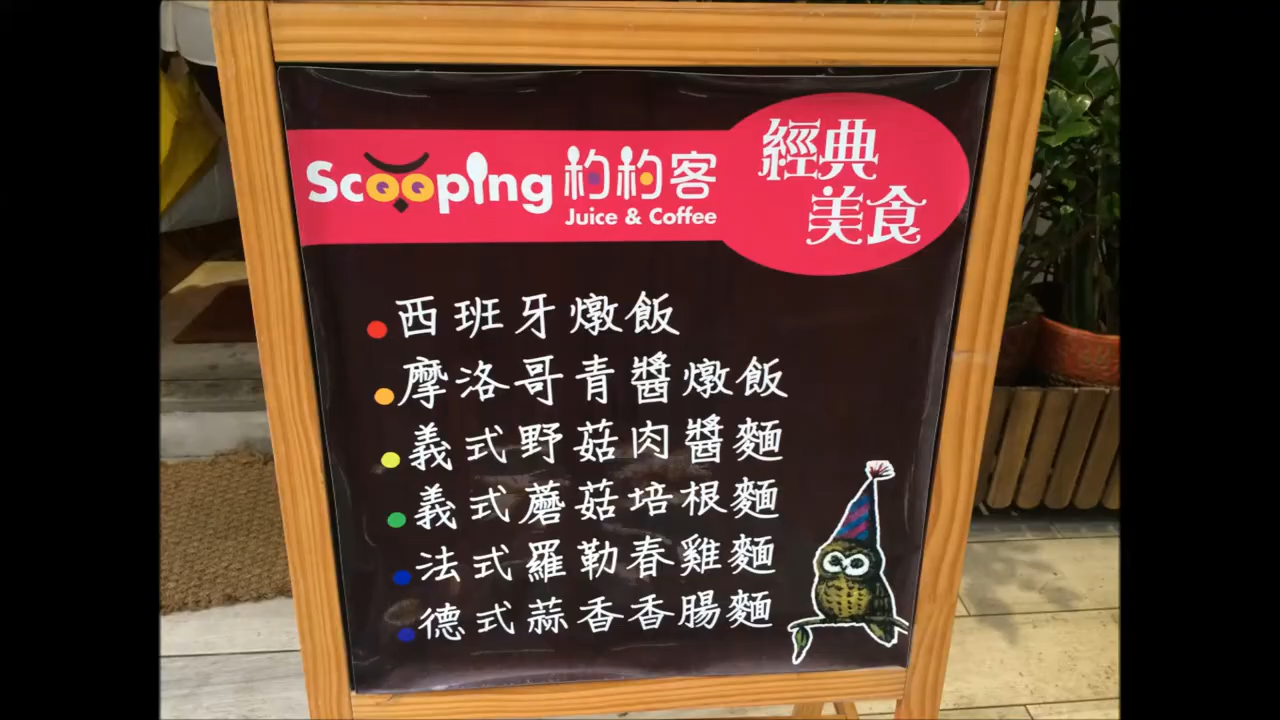 Scooping 杓杓客
Juice & Coffee
經典
美食
西班牙燉飯
摩洛哥青醬燉飯
義式野菇肉醬麵
義式蘑菇培根麵
法式羅勒春雞麵
德式蒜香香腸麵